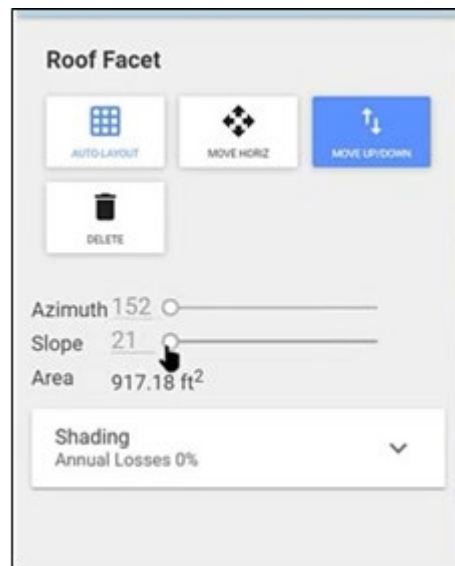 Roof Facet
AUTO-LAYOUT MOVE HORIZ MOVE UP/DOWN
DELETE
Azimuth 152
Slope 21
Area 917.18 ft²
Shading
Annual Losses 0%